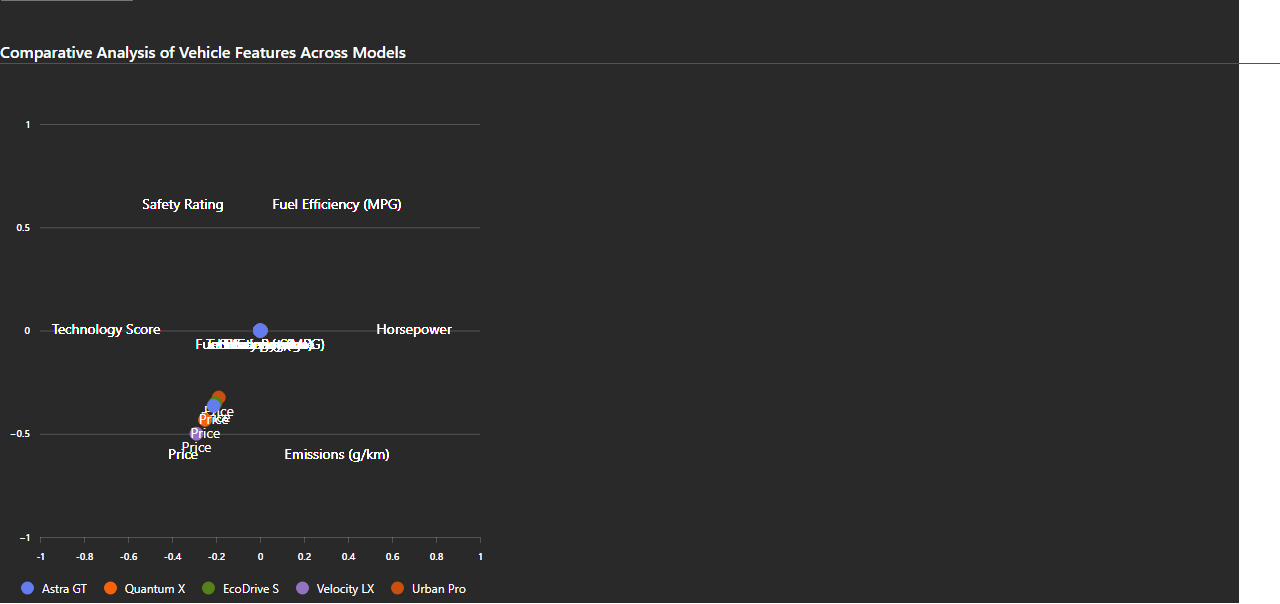 Comparative Analysis of Vehicle Features Across Models
1
Safety Rating Fuel Efficiency (MPG)
0.5
Technology Score 0 Horsepower
Price
Price
Price
Price
−0.5
Price Emissions (g/km)
−1
-1 -0.8 -0.6 -0.4 -0.2 0 0.2 0.4 0.6 0.8 1
Astra GT Quantum X EcoDrive S Velocity LX Urban Pro